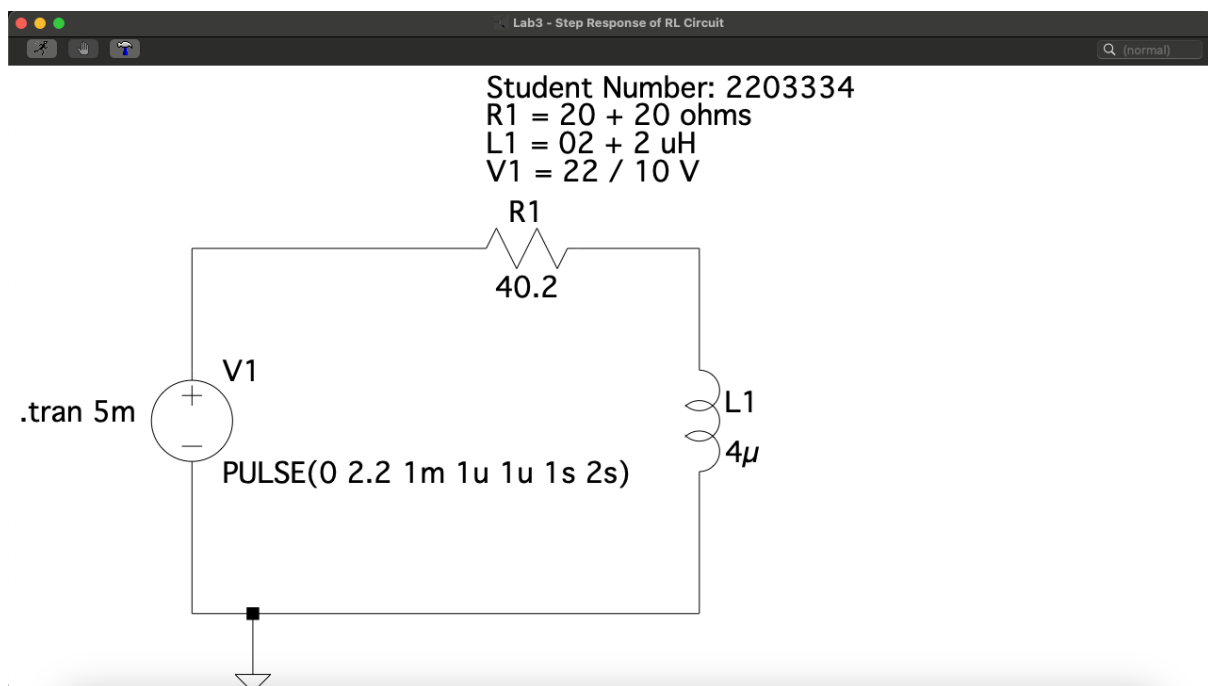 Lab3 - Step Response of RL Circuit
(normal)
Student Number: 2203334
R1 = 20 + 20 ohms
L1 = 02 + 2 uH
V1 = 22 / 10 V
R1
40.2
V1
.tran 5m
L1
4µ
PULSE(0 2.2 1m 1u 1u 1s 2s)